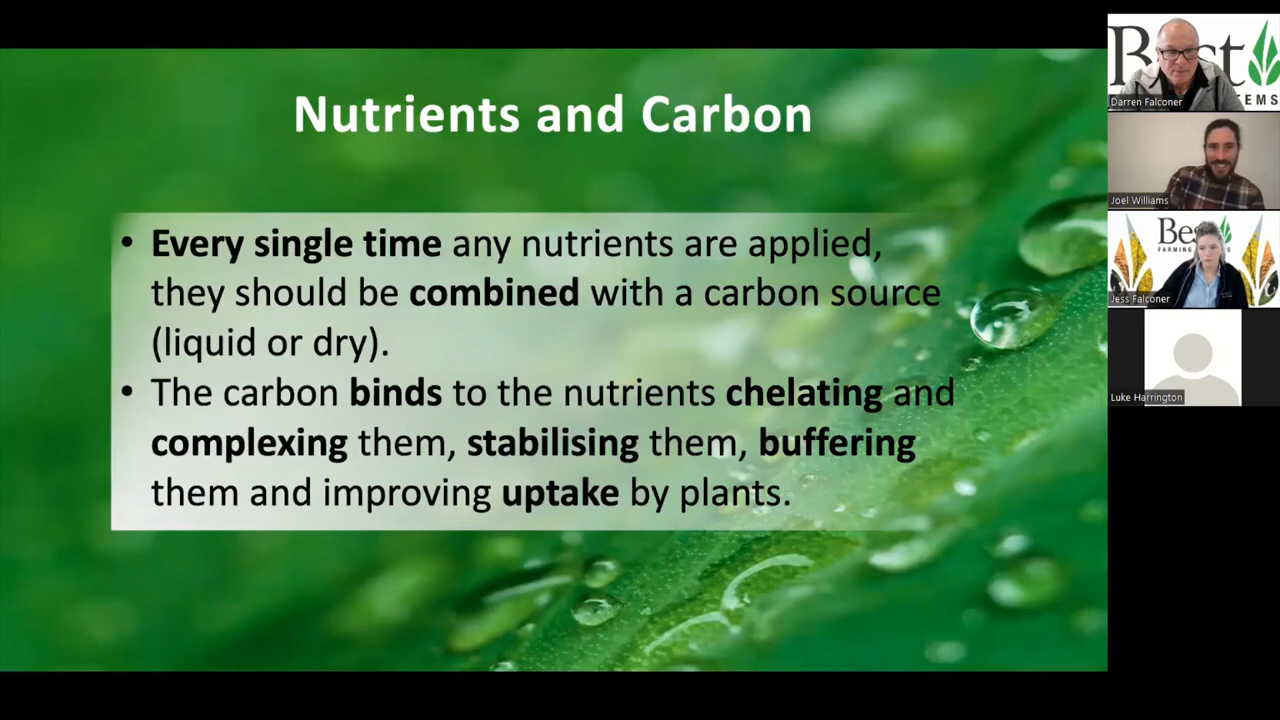 Nutrients and Carbon
• Every single time any nutrients are applied,
they should be combined with a carbon source
(liquid or dry).
• The carbon binds to the nutrients chelating and
complexing them, stabilising them, buffering
them and improving uptake by plants.
Darren Falconer
Joel Williams
Jess Falconer
Luke Harrington